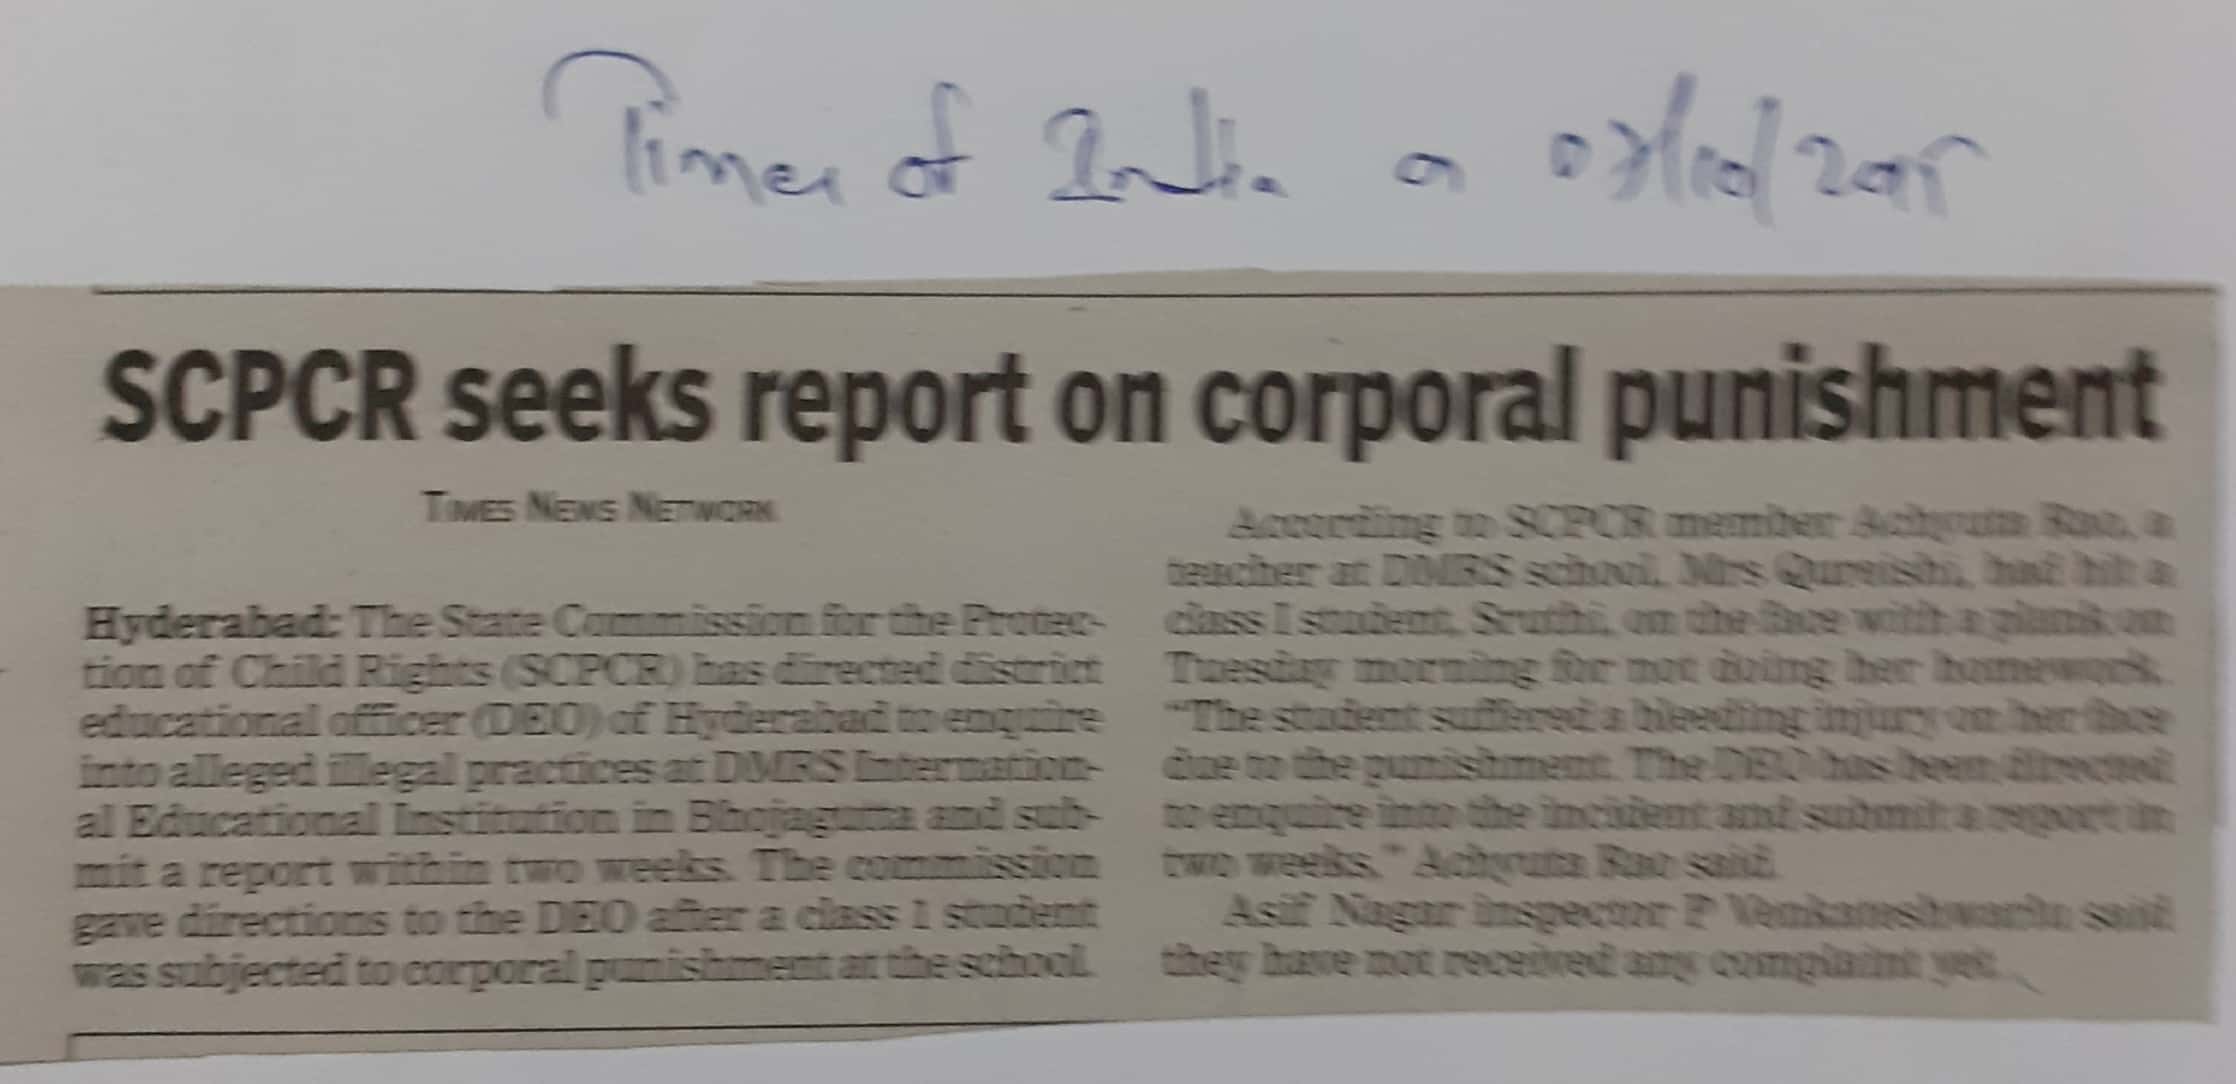 Times of India on 07/10/2015
SCPCR seeks report on corporal punishment
TIMES NEWS NETWORK
Hyderabad: The State Commission for the Protec-
tion of Child Rights (SCPCR) has directed district
educational officer (DEO) of Hyderabad to enquire
into alleged illegal practices at DMRS Internation-
al Educational Institution in Bhojagutta and sub-
mit a report within two weeks. The commission
gave directions to the DEO after a class 1 student
was subjected to corporal punishment at the school.
According to SCPCR member Achyuta Rao, a
teacher at DMRS school, Mrs Quraishi, had hit a
class I student, Sruthi, on the face with a plank on
Tuesday morning for not doing her homework.
“The student suffered a bleeding injury on her face
due to the punishment. The DEO has been directed
to enquire into the incident and submit a report in
two weeks,” Achyuta Rao said.
Asif Nagar inspector P Venkateshwarlu said
they have not received any complaint yet.